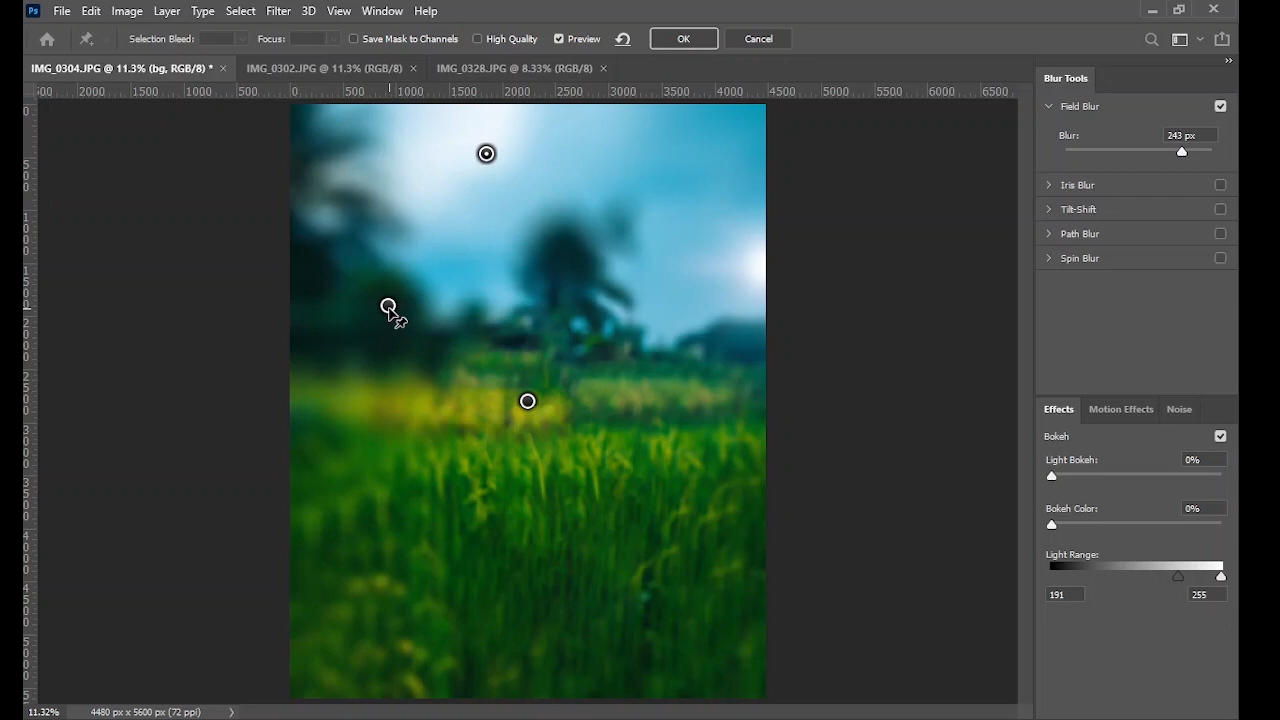 Ps File Edit Image Layer Type Select Filter 3D View Window Help
Selection Bleed: Focus: Save Mask to Channels High Quality Preview OK Cancel
IMG_0304.JPG @ 11.3% (bg, RGB/8) * × IMG_0302.JPG @ 11.3% (RGB/8) × IMG_0328.JPG @ 8.33% (RGB/8) ×
2000 1500 1000 500 0 500 1000 1500 2000 2500 3000 3500 4000 4500 5000 5500 6000 6500
Blur Tools
Field Blur
Blur: 243 px
Iris Blur
Tilt-Shift
Path Blur
Spin Blur
Effects Motion Effects Noise
Bokeh
Light Bokeh: 0%
Bokeh Color: 0%
Light Range:
191 255
11.32% 4480 px x 5600 px (72 ppi)